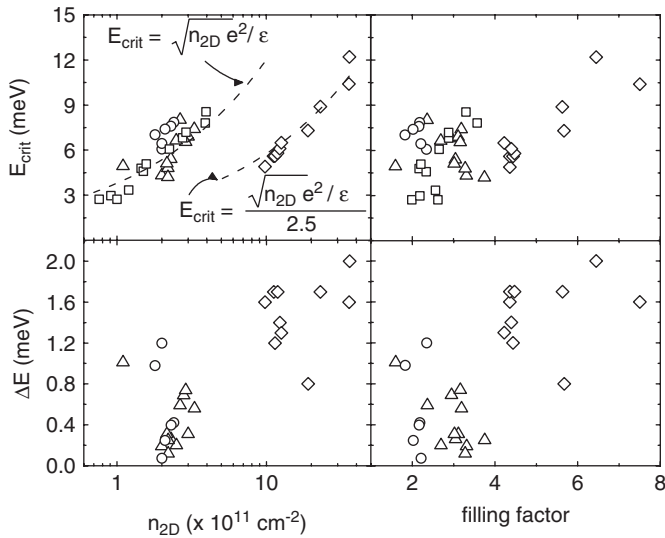 15
12
9
6
3
0
E_crit (meV)
E_crit = √n_2D e²/ ε
E_crit = √n_2D e²/ ε
2.5
2.0
1.6
1.2
0.8
0.4
0.0
ΔE (meV)
1 10
n_2D (x 10¹¹ cm⁻²)
2 4 6 8
filling factor